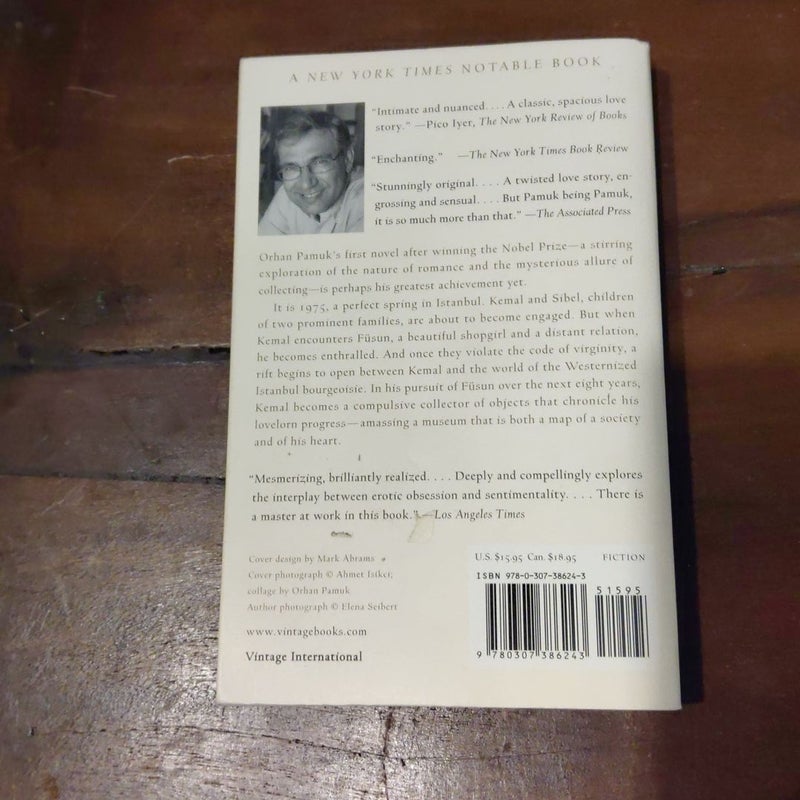 A NEW YORK TIMES NOTABLE BOOK
“Intimate and nuanced. . . . A classic, spacious love
story.” —Pico Iyer, The New York Review of Books
“Enchanting.” —The New York Times Book Review
“Stunningly original. . . . A twisted love story, en-
grossing and sensual. . . . But Pamuk being Pamuk,
it is so much more than that.” —The Associated Press
Orhan Pamuk's first novel after winning the Nobel Prize—a stirring
exploration of the nature of romance and the mysterious allure of
collecting—is perhaps his greatest achievement yet.
It is 1975, a perfect spring in Istanbul. Kemal and Sibel, children
of two prominent families, are about to become engaged. But when
Kemal encounters Füsun, a beautiful shopgirl and a distant relation,
he becomes enthralled. And once they violate the code of virginity, a
rift begins to open between Kemal and the world of the Westernized
Istanbul bourgeoisie. In his pursuit of Füsun over the next eight years,
Kemal becomes a compulsive collector of objects that chronicle his
lovelorn progress—amassing a museum that is both a map of a society
and of his heart.
“Mesmerizing, brilliantly realized. . . . Deeply and compellingly explores
the interplay between erotic obsession and sentimentality. . . . There is
a master at work in this book.” —Los Angeles Times
Cover design by Mark Abrams
Cover photograph © Ahmet Isikci;
collage by Orhan Pamuk
Author photograph © Elena Seibert
www.vintagebooks.com
Vintage International
U.S. $15.95 Can. $18.95 FICTION
ISBN 978-0-307-38624-3
51595
9 780307 386243